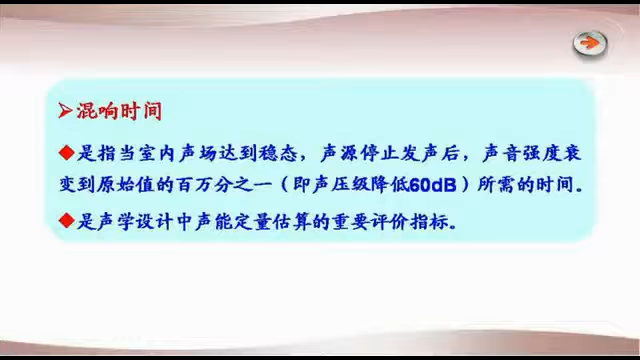 ➢混响时间
◆是指当室内声场达到稳态，声源停止发声后，声音强度衰
变到原始值的百万分之一（即声压级降低60dB）所需的时间。
◆是声学设计中声能定量估算的重要评价指标。